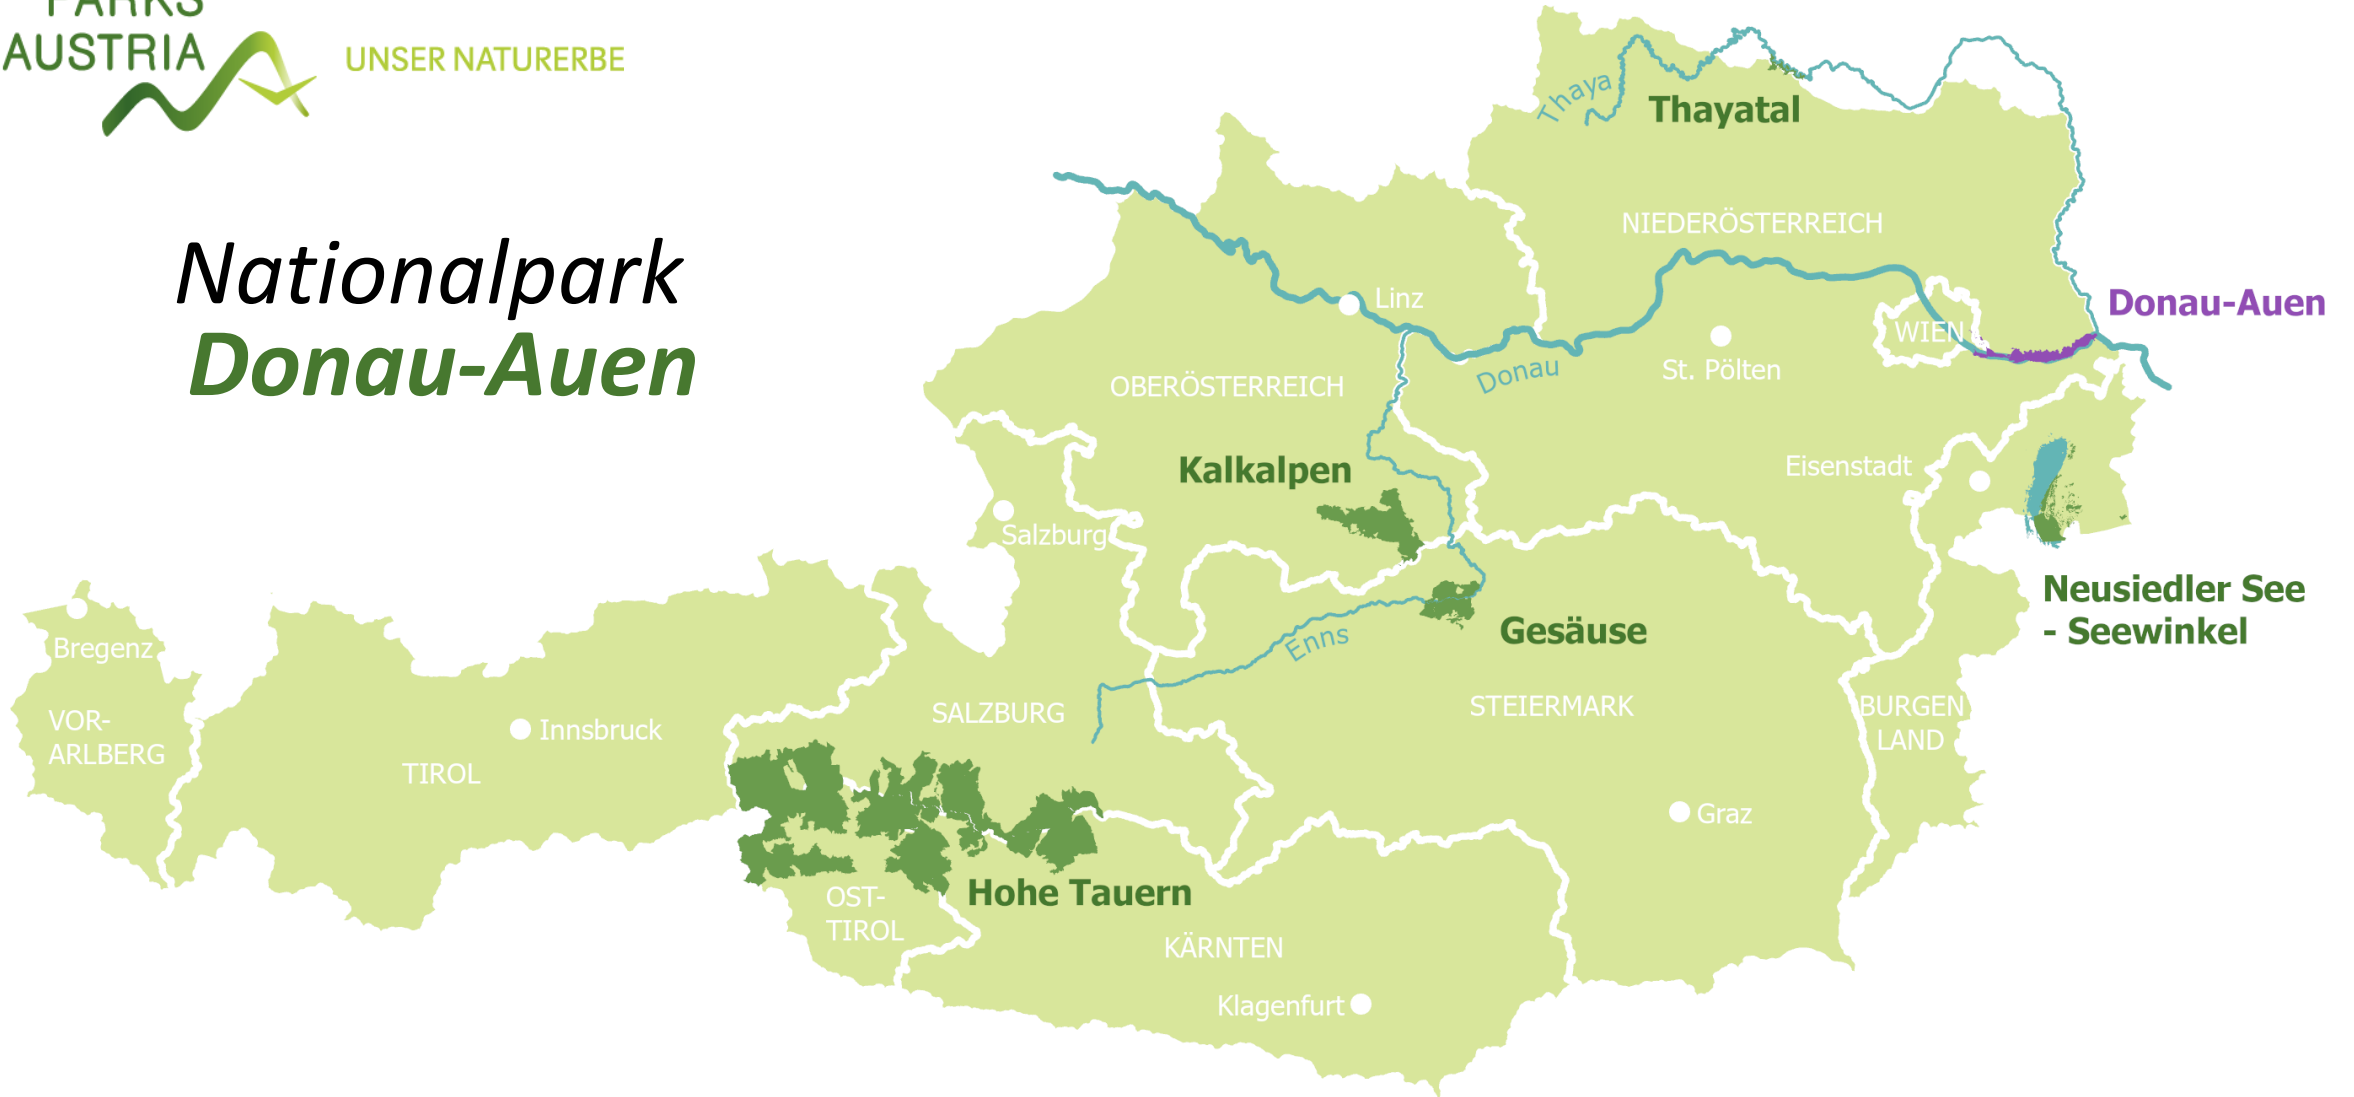 PARKS
AUSTRIA
UNSER NATURERBE
Nationalpark
Donau-Auen
Thaya
Thayatal
NIEDERÖSTERREICH
Donau-Auen
Linz
WIEN
Donau
St. Pölten
OBERÖSTERREICH
Kalkalpen
Eisenstadt
Salzburg
Neusiedler See
- Seewinkel
Gesäuse
Enns
Bregenz
VOR-
ARLBERG
Innsbruck
TIROL
SALZBURG
STEIERMARK
BURGEN
LAND
Graz
Hohe Tauern
OST-
TIROL
KÄRNTEN
Klagenfurt